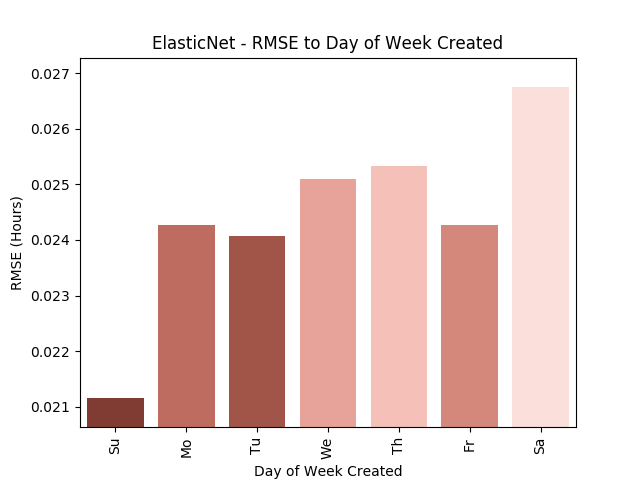 ElasticNet - RMSE to Day of Week Created
0.027
0.026
0.025
0.024
0.023
0.022
0.021
RMSE (Hours)
Su Mo Tu We Th Fr Sa
Day of Week Created